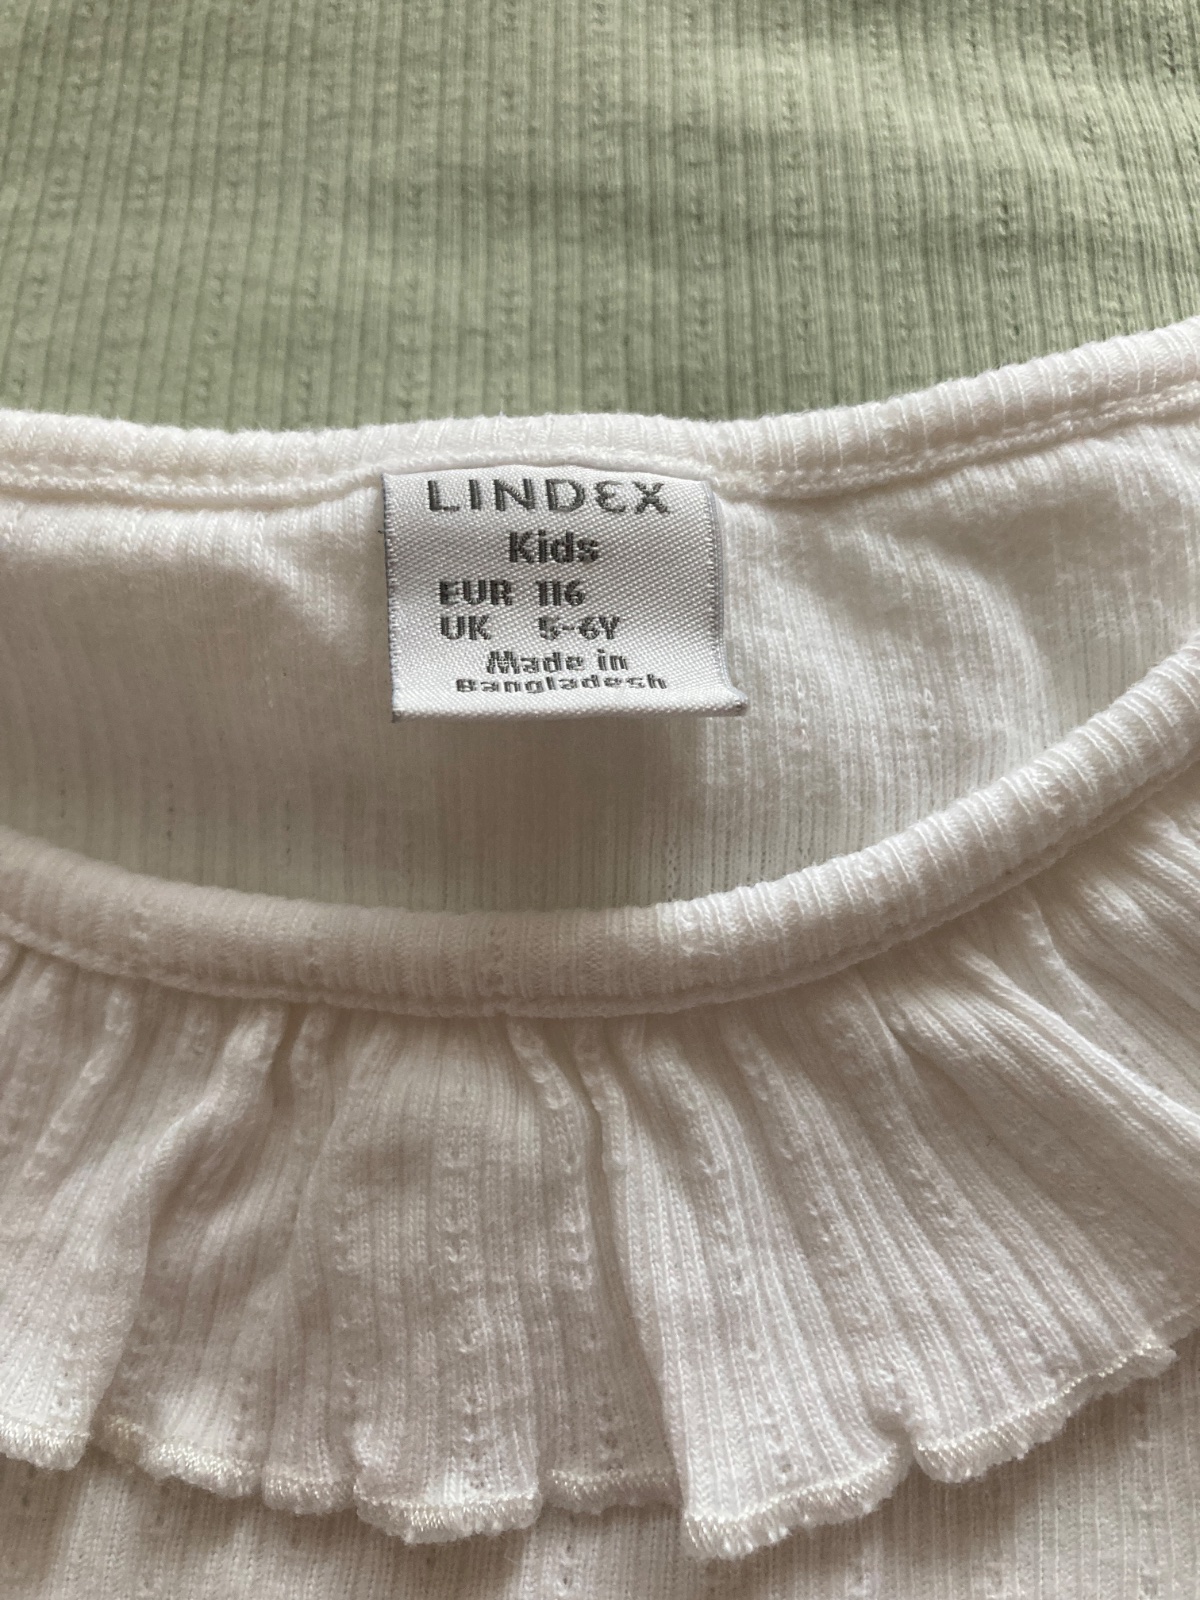 LINDEX
Kids
EUR 116
UK 5-6Y
Made in
Bangladesh